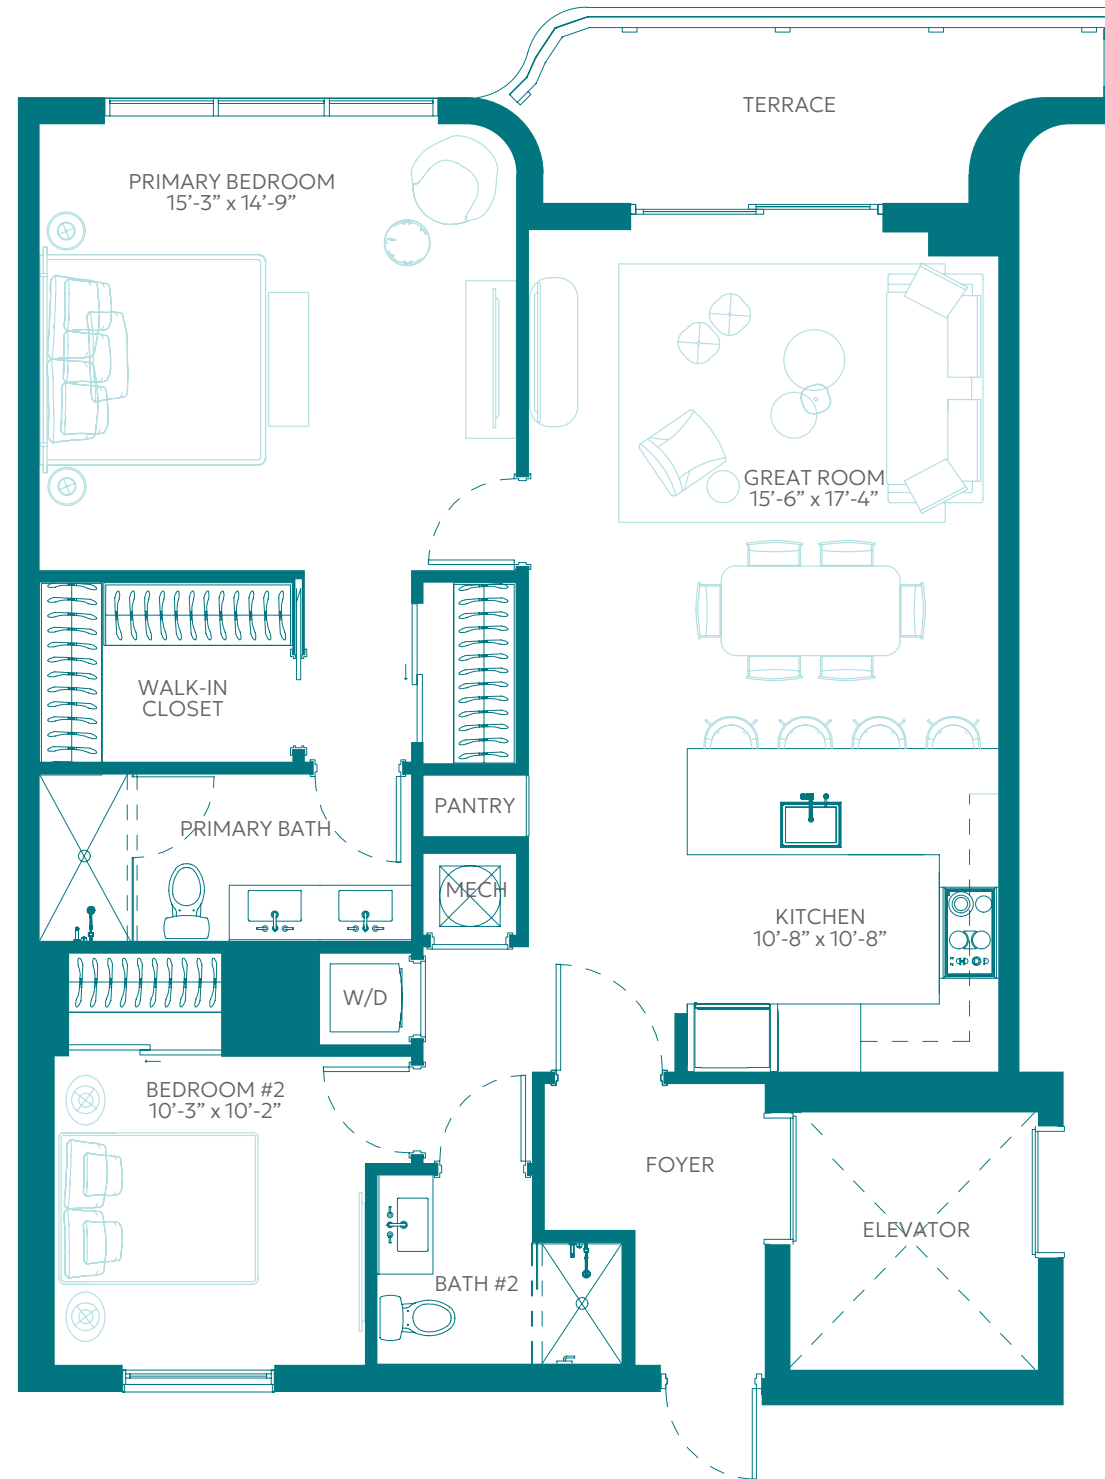 TERRACE
PRIMARY BEDROOM
15’-3” x 14’-9”
GREAT ROOM
15’-6” x 17’-4”
WALK-IN
CLOSET
PANTRY
PRIMARY BATH
MECH
KITCHEN
10’-8” x 10’-8”
W/D
BEDROOM #2
10’-3” x 10’-2”
FOYER
ELEVATOR
BATH #2